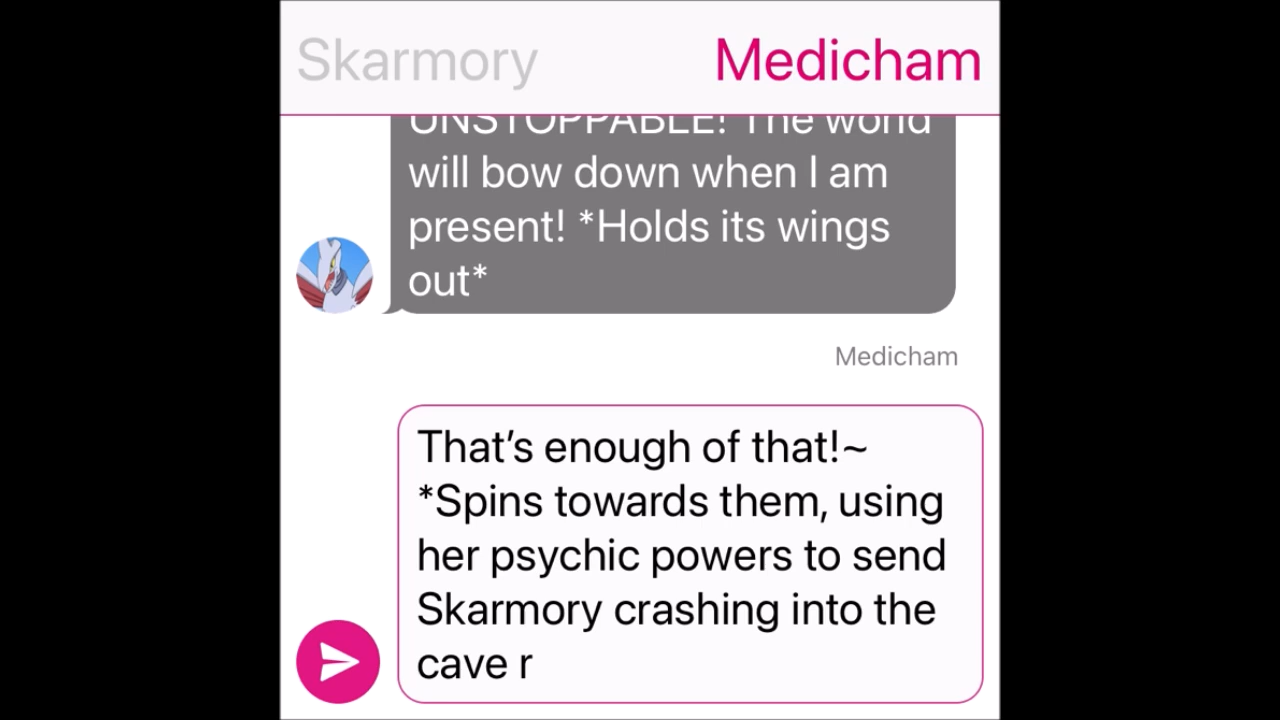 Skarmory Medicham
UNSTOPPABLE! The world
will bow down when I am
present! *Holds its wings
out*
Medicham
That’s enough of that!~
*Spins towards them, using
her psychic powers to send
Skarmory crashing into the
cave r